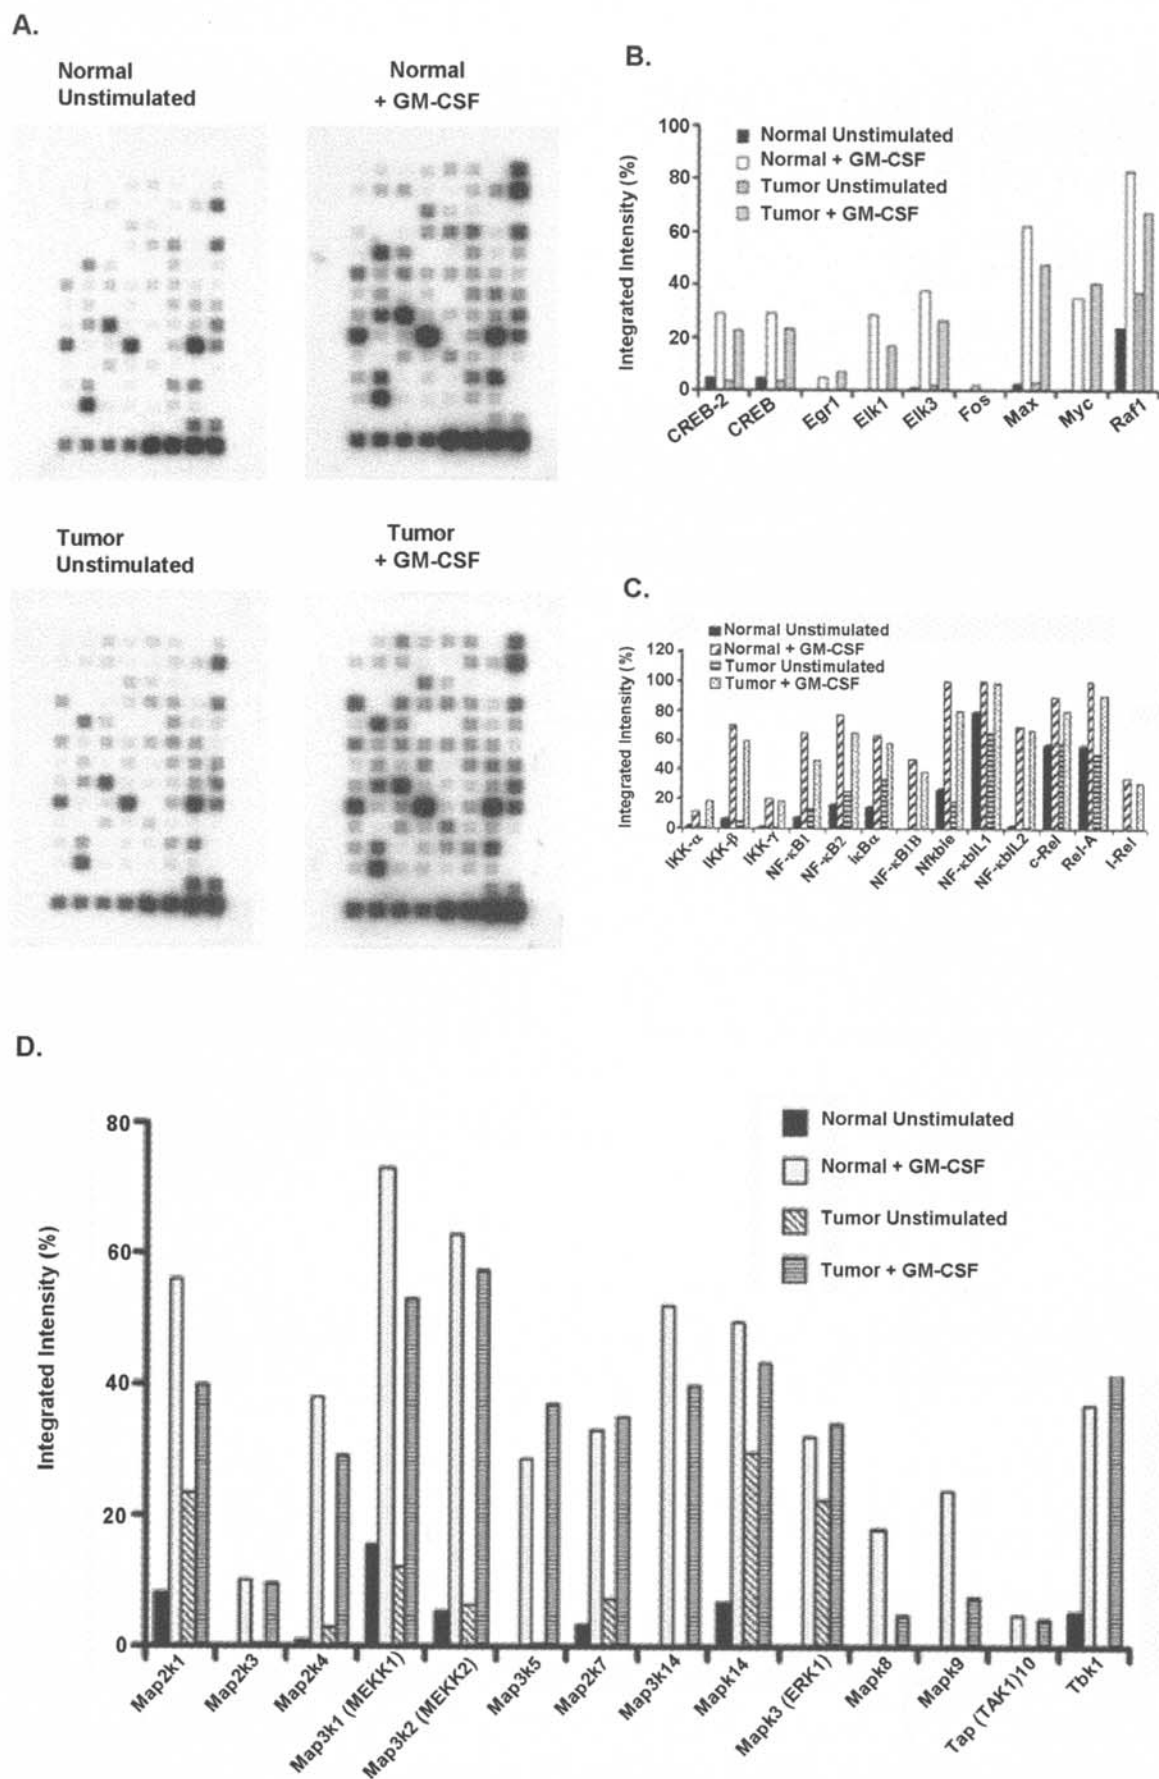 A.
Normal
Unstimulated
Normal
+ GM-CSF
Tumor
Unstimulated
Tumor
+ GM-CSF
B.
Integrated Intensity (%)
100
80
60
40
20
0
Normal Unstimulated
Normal + GM-CSF
Tumor Unstimulated
Tumor + GM-CSF
CREB-2
CREB
Egr1
Elk1
Elk3
Fos
Max
Myc
Raf1
C.
Integrated Intensity (%)
120
100
80
60
40
20
0
Normal Unstimulated
Normal + GM-CSF
Tumor Unstimulated
Tumor + GM-CSF
IKK-α
IKK-β
IKK-γ
NF-κB1
NF-κB2
iκBα
NF-κB1B
Nfkbie
NF-κbIL1
NF-κbIL2
c-Rel
Rel-A
I-Rel
D.
Integrated Intensity (%)
80
60
40
20
0
Normal Unstimulated
Normal + GM-CSF
Tumor Unstimulated
Tumor + GM-CSF
Map2k1
Map2k3
Map2k4
Map3k1 (MEKK1)
Map3k2 (MEKK2)
Map3k5
Map2k7
Map3k14
Mapk14
Mapk3 (ERK1)
Mapk8
Mapk9
Tap (TAK1)10
Tbk1